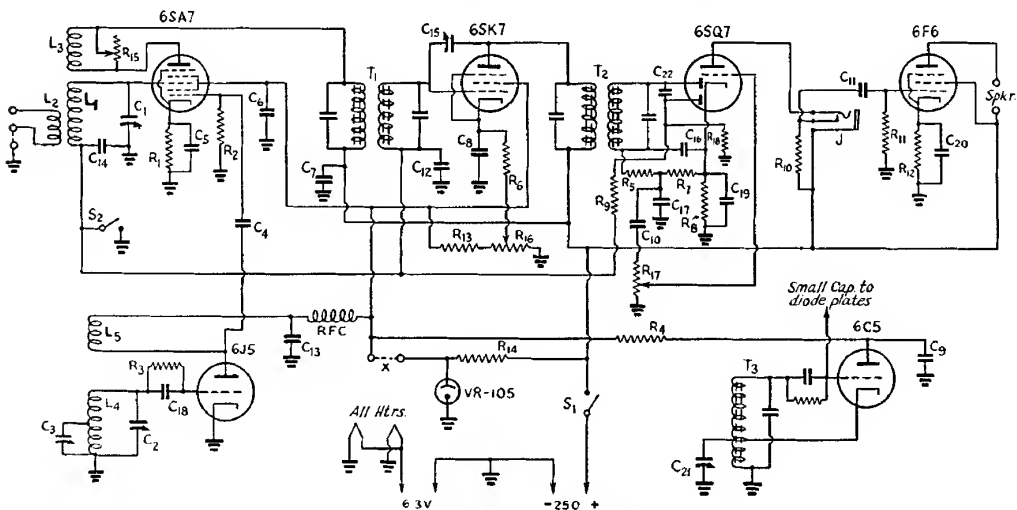 6SA7
6SK7
6SQ7
6F6
L3
R15
C15
L2
L1
C1
C6
T1
T2
C22
C11
Spkr.
C14
R1
C5
R2
C7
C12
C8
R6
R9
C16
R18
R5
R7
C17
R8
C19
J
R10
R11
R12
C20
S2
C4
R13
R16
C10
R17
Small Cap. to
diode plates
L5
RFC
C13
6J5
R3
L4
C18
C3
C2
X
R14
VR-105
S1
R4
6C5
C9
T3
C21
All Htrs.
6 3V
-250 +